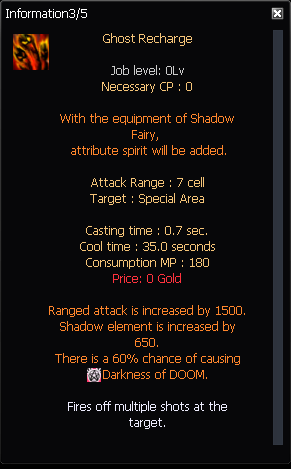 Information3/5
Ghost Recharge
Job level: 0Lv
Necessary CP : 0
With the equipment of Shadow
Fairy,
attribute spirit will be added.
Attack Range : 7 cell
Target : Special Area
Casting time : 0.7 sec.
Cool time : 35.0 seconds
Consumption MP : 180
Price: 0 Gold
Ranged attack is increased by 1500.
Shadow element is increased by
650.
There is a 60% chance of causing
Darkness of DOOM.
Fires off multiple shots at the
target.